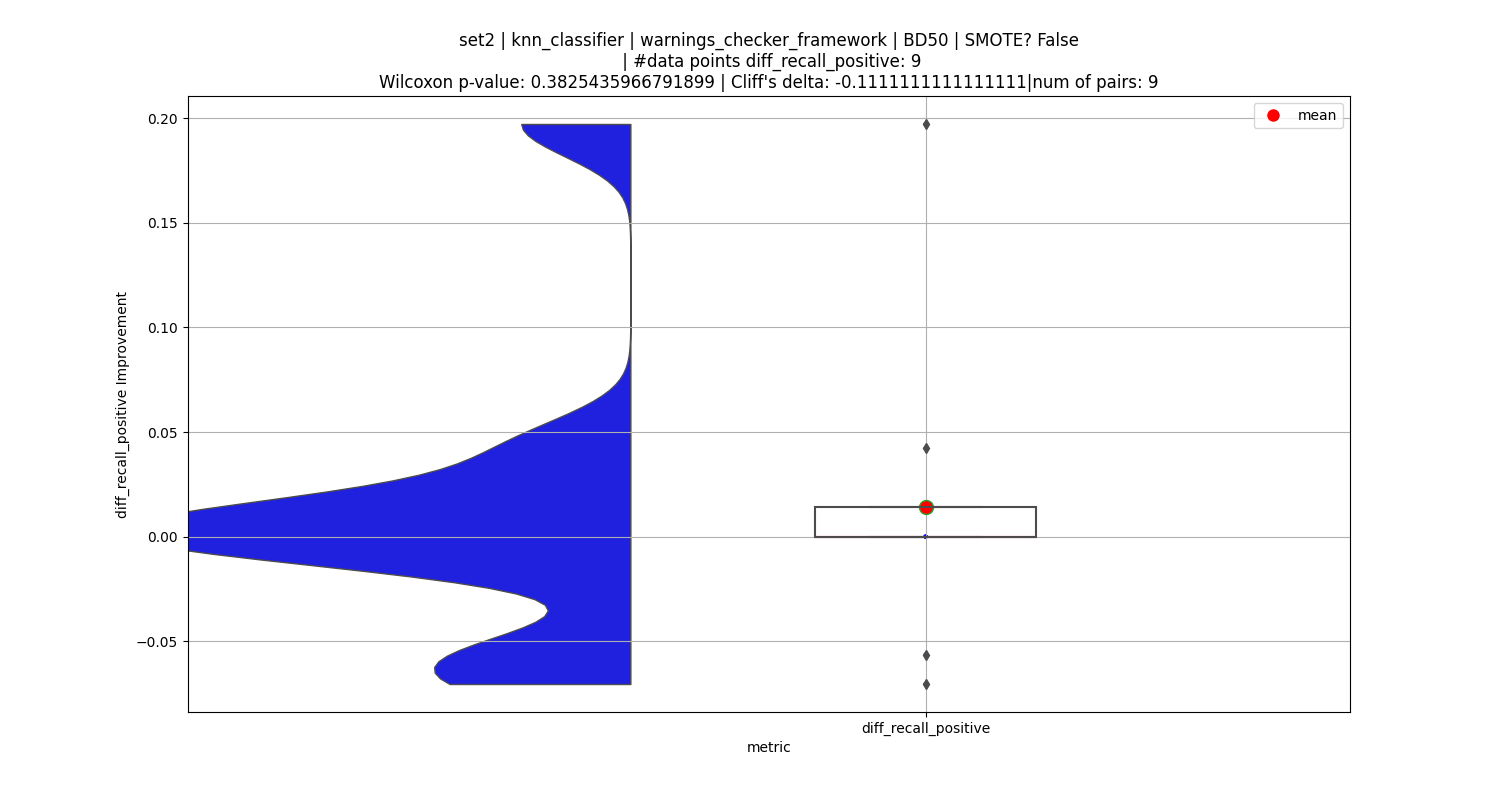 set2 | knn_classifier | warnings_checker_framework | BD50 | SMOTE? False
| #data points diff_recall_positive: 9
Wilcoxon p-value: 0.3825435966791899 | Cliff's delta: -0.1111111111111111|num of pairs: 9
mean
0.20
0.15
0.10
0.05
0.00
−0.05
diff_recall_positive Improvement
diff_recall_positive
metric